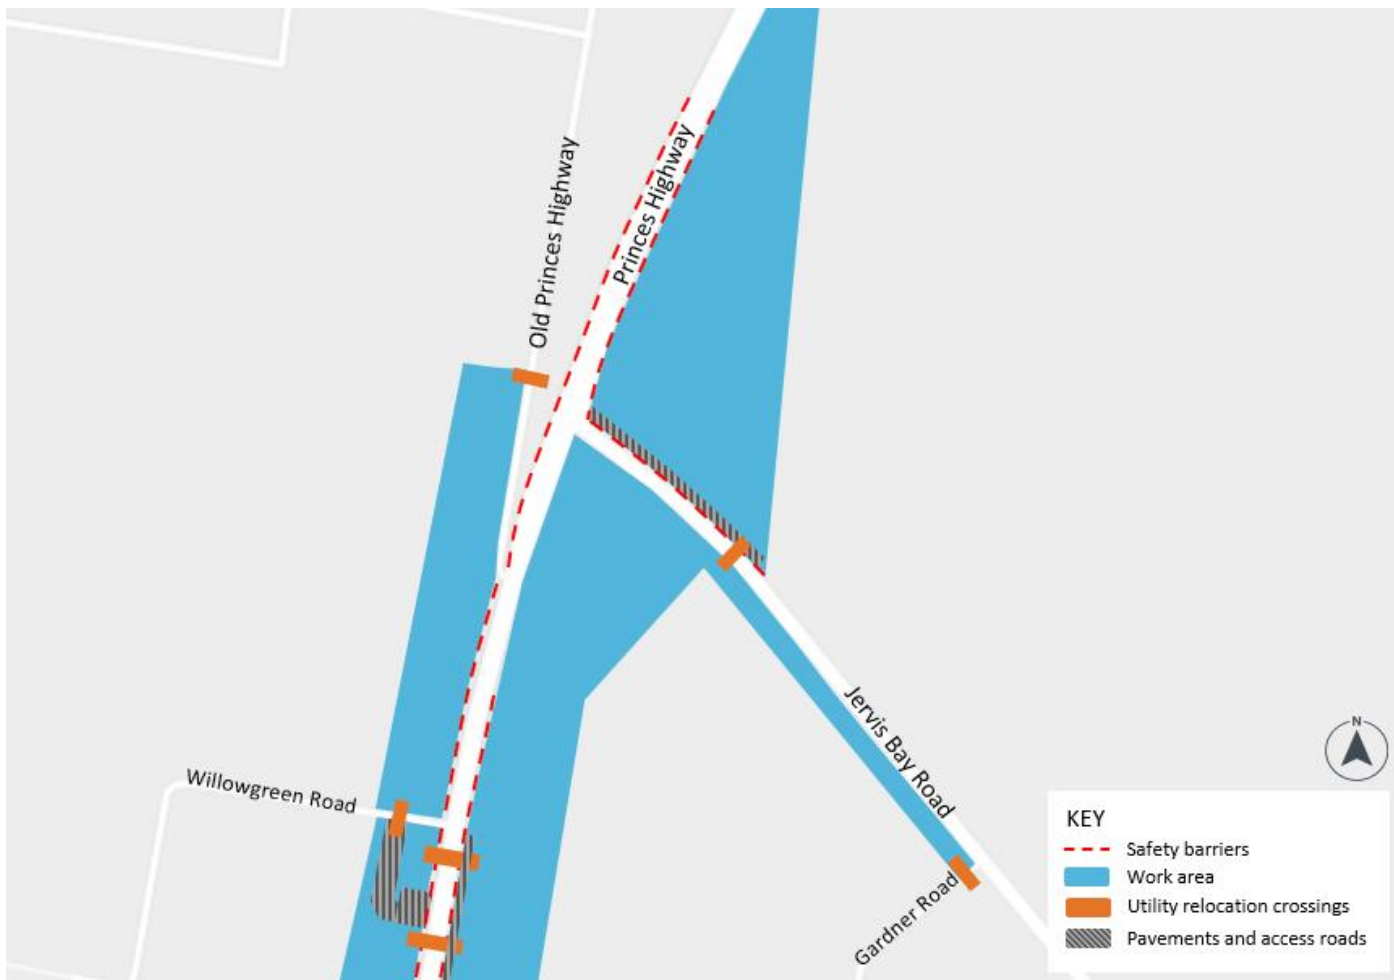 Old Princes Highway
Princes Highway
Jervis Bay Road
Willowgreen Road
Gardner Road
N
KEY
Safety barriers
Work area
Utility relocation crossings
Pavements and access roads